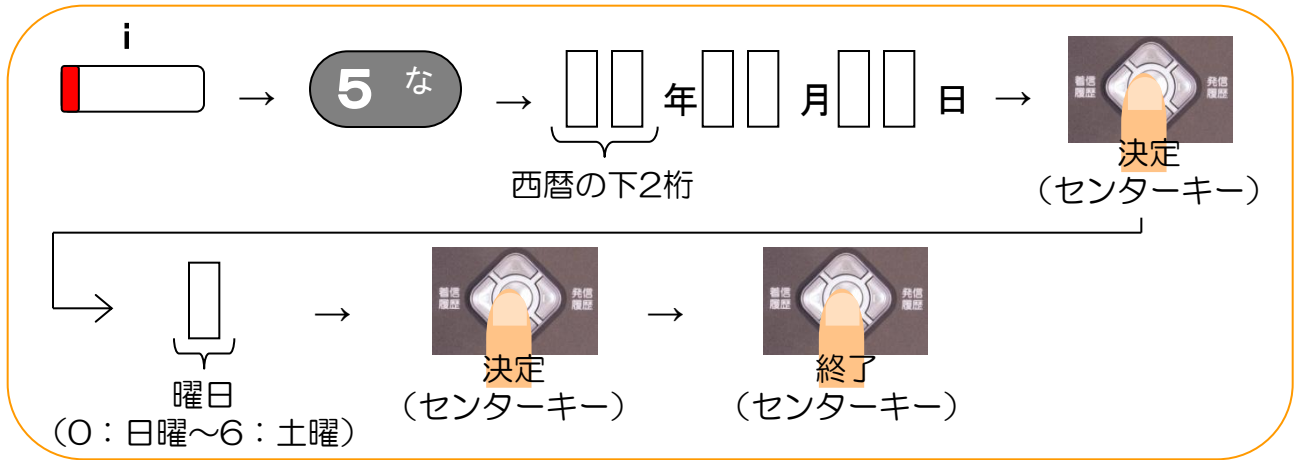 i
→ 5 な → 年 月 日 →
着信履歴 発信履歴
西暦の下2桁
決定
(センターキー)
→ →
着信履歴 発信履歴
着信履歴 発信履歴
曜日
(0:日曜~6:土曜)
決定
(センターキー)
終了
(センターキー)